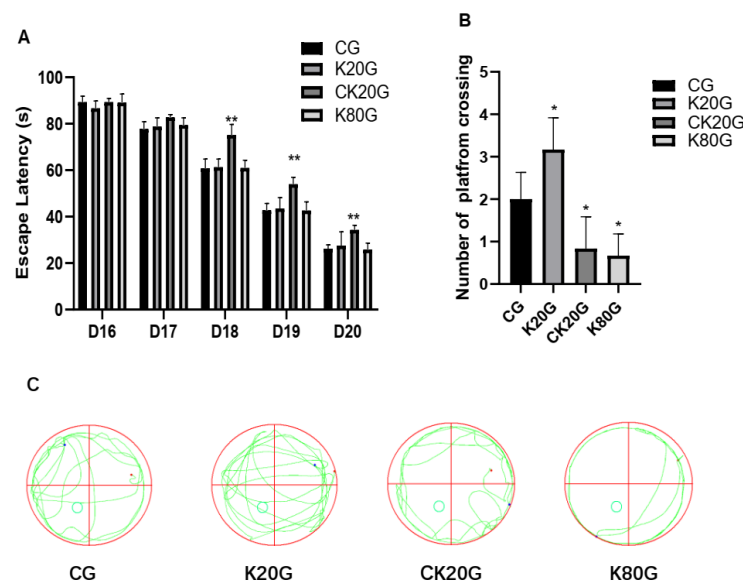 A
CG
K20G
CK20G
K80G
Escape Latency (s)
100
80
60
40
20
0
**
**
**
D16 D17 D18 D19 D20
B
CG
K20G
CK20G
K80G
Number of platfrom crossing
5
4
3
2
1
0
*
*
*
CG K20G CK20G K80G
C
CG K20G CK20G K80G